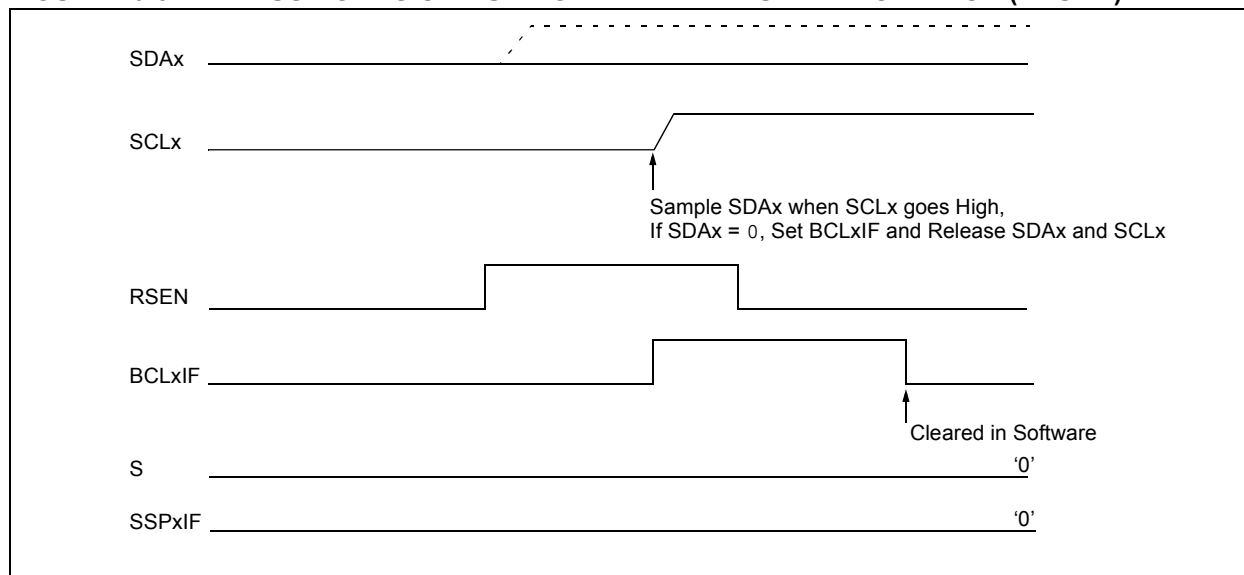 SDAx
SCLx
Sample SDAx when SCLx goes High,
If SDAx = 0, Set BCLxIF and Release SDAx and SCLx
RSEN
BCLxIF
Cleared in Software
S
‘0’
SSPxIF
‘0’